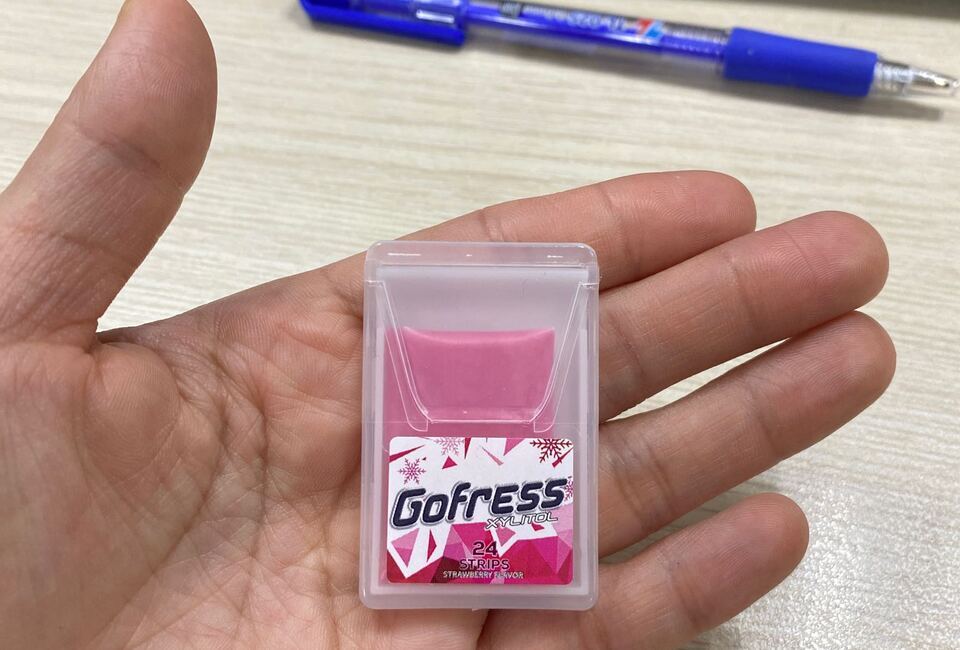 Gofress
XYLITOL
24
STRIPS
STRAWBERRY FLAVOR